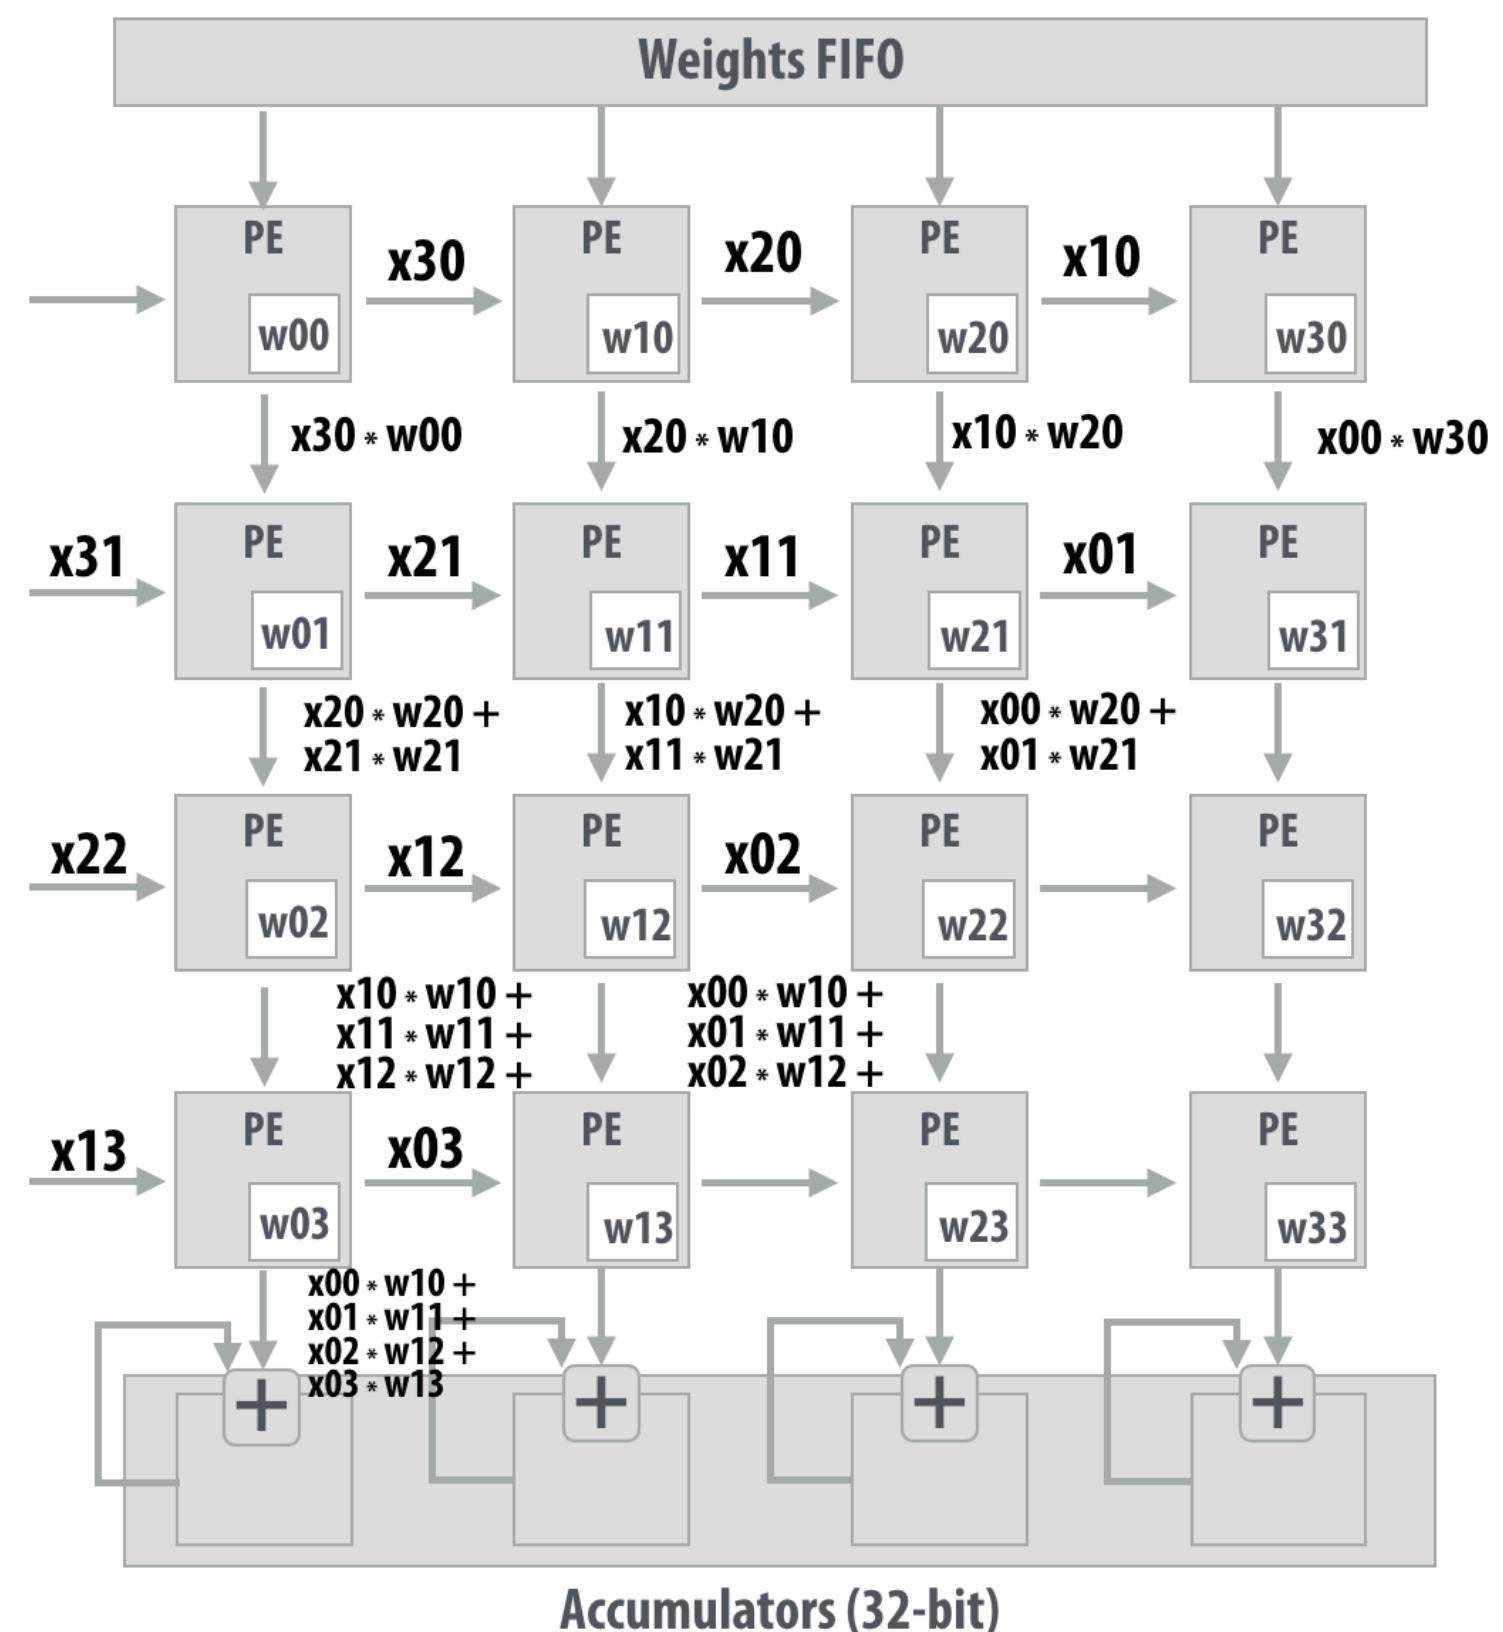 Weights FIFO
PE PE PE PE
x30 x20 x10
w00 w10 w20 w30
x30 * w00 x20 * w10 x10 * w20 x00 * w30
PE PE PE PE
x31 x21 x11 x01
w01 w11 w21 w31
x20 * w20 + x10 * w20 + x00 * w20 +
x21 * w21 x11 * w21 x01 * w21
PE PE PE PE
x22 x12 x02
w02 w12 w22 w32
x10 * w10 + x00 * w10 +
x11 * w11 + x01 * w11 +
x12 * w12 + x02 * w12 +
PE PE PE PE
x13 x03
w03 w13 w23 w33
x00 * w10 +
x01 * w11 +
x02 * w12 +
x03 * w13
+ + + +
Accumulators (32-bit)